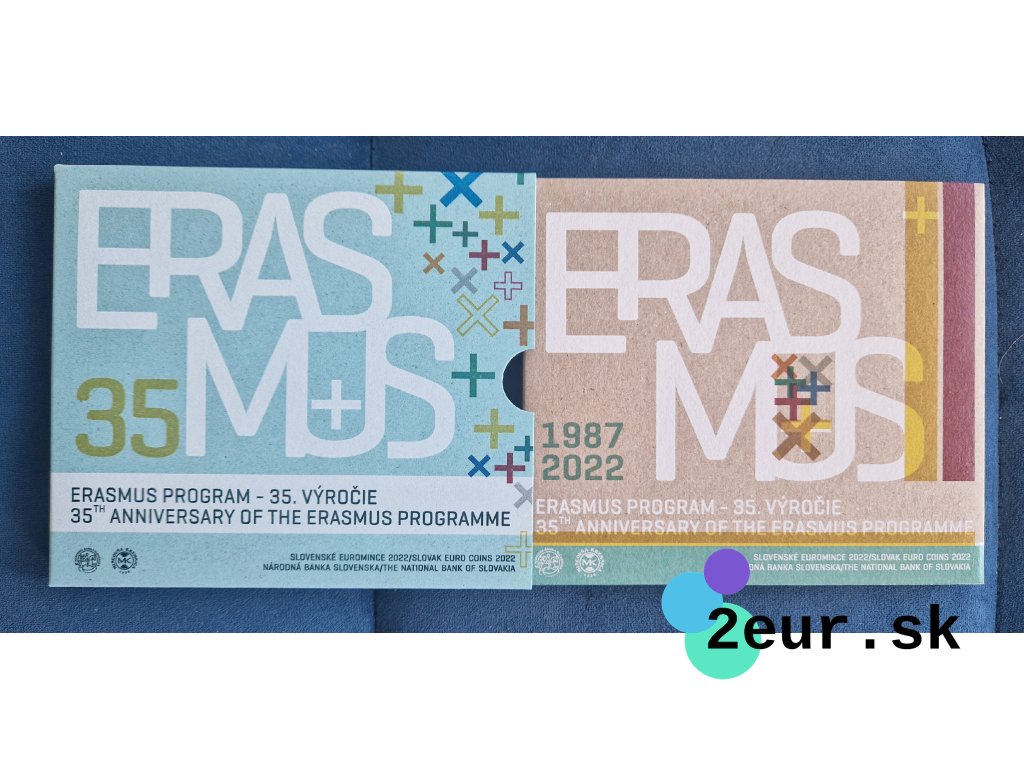 ERAS
MUS
35
ERASMUS PROGRAM - 35. VÝROČIE
35TH ANNIVERSARY OF THE ERASMUS PROGRAMME
SLOVENSKÉ EUROMINCE 2022/SLOVAK EURO COINS 2022
NÁRODNÁ BANKA SLOVENSKA/THE NATIONAL BANK OF SLOVAKIA
ERAS
MUS
1987
2022
ERASMUS PROGRAM - 35. VÝROČIE
35TH ANNIVERSARY OF THE ERASMUS PROGRAMME
SLOVENSKÉ EUROMINCE 2022/SLOVAK EURO COINS 2022
BANKA SLOVENSKA/THE NATIONAL BANK OF SLOVAKIA
2eur.sk